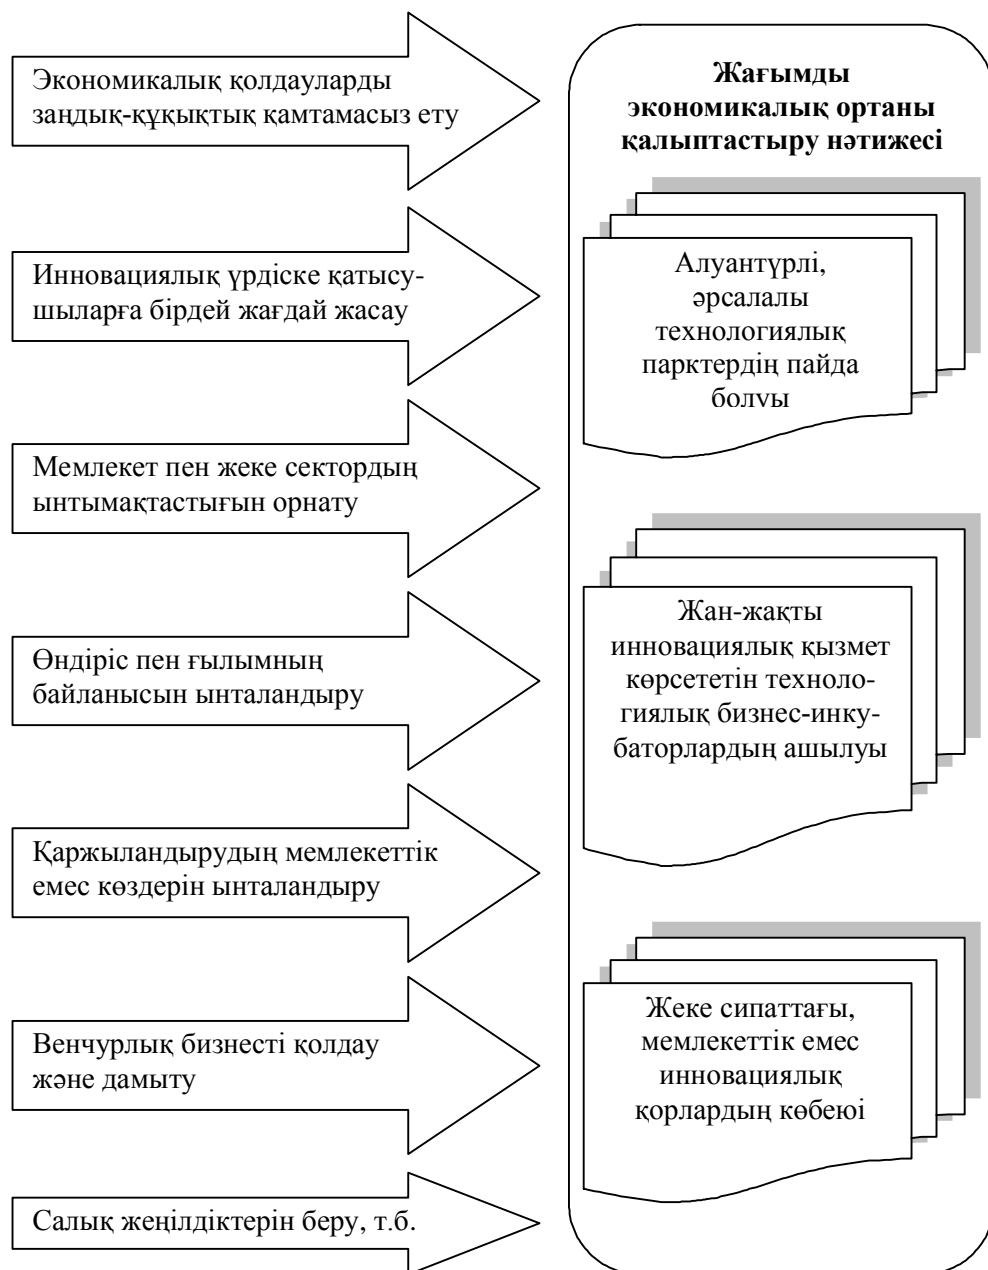 Экономикалық қолдауларды
заңдық-құқықтық қамтамасыз ету
Инновациялық үрдіске қатысу-
шыларға бірдей жағдай жасау
Мемлекет пен жеке сектордың
ынтымақтастығын орнату
Өндіріс пен ғылымның
байланысын ынталандыру
Қаржыландырудың мемлекеттік
емес көздерін ынталандыру
Венчурлық бизнесті қолдау
және дамыту
Салық жеңілдіктерін беру, т.б.
Жағымды
экономикалық ортаны
қалыптастыру нәтижесі
Алуантүрлі,
әрсалалы
технологиялық
парктердің пайда
болуы
Жан-жақты
инновациялық қызмет
көрсететін техноло-
гиялық бизнес-инку-
баторлардың ашылуы
Жеке сипаттағы,
мемлекеттік емес
инновациялық
қорлардың көбеюі